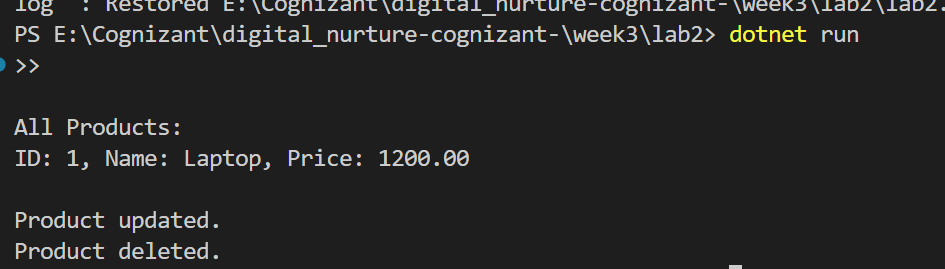 log  : Restored E:\Cognizant\digital_nurture-cognizant-\week3\lab2\lab2.
PS E:\Cognizant\digital_nurture-cognizant-\week3\lab2> dotnet run
>>
All Products:
ID: 1, Name: Laptop, Price: 1200.00
Product updated.
Product deleted.